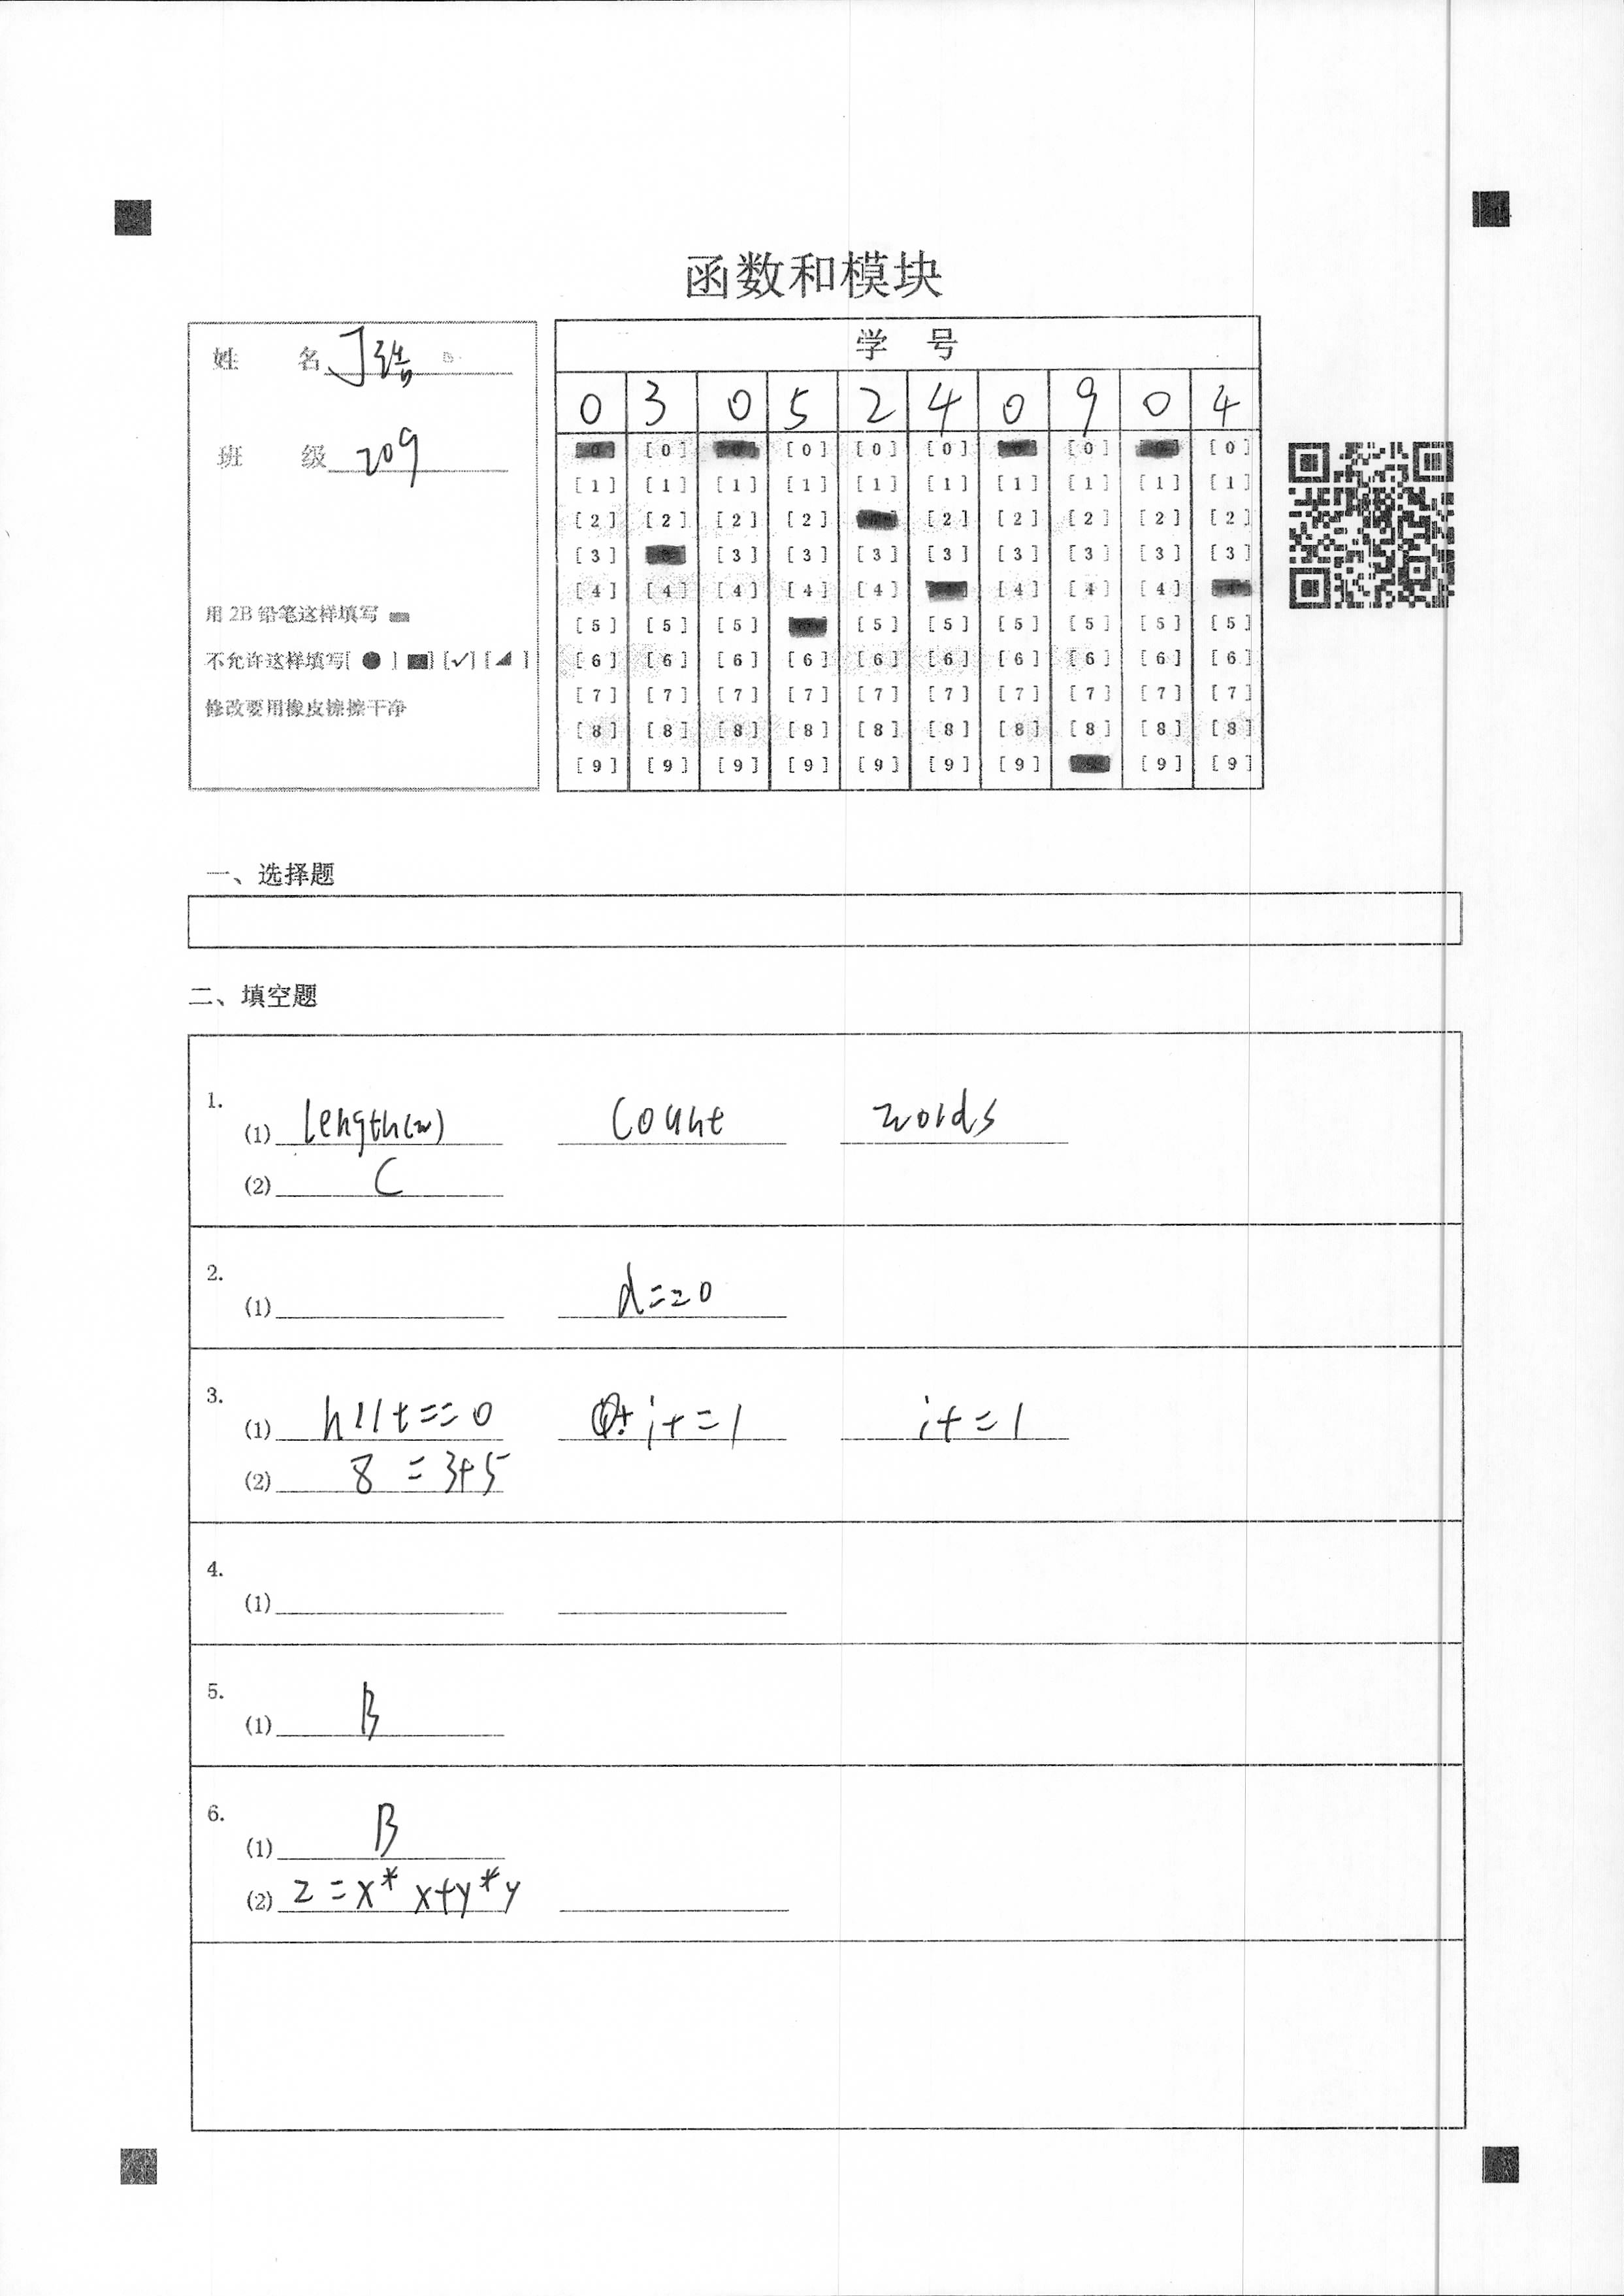 函数和模块
姓 名 丁
班 级 209
用 2B 铅笔这样填写
不允许这样填写[ ● ] [■] [✓] [◢ ]
修改要用橡皮擦擦干净
学 号
0 3 0 5 2 4 0 9 0 4
[0] [0] [0] [0] [0] [0] [0] [0] [0] [0]
[1] [1] [1] [1] [1] [1] [1] [1] [1] [1]
[2] [2] [2] [2] [2] [2] [2] [2] [2]
[3] [3] [3] [3] [3] [3] [3] [3] [3]
[4] [4] [4] [4] [4] [4] [4] [4] [4]
[5] [5] [5] [5] [5] [5] [5] [5] [5]
[6] [6] [6] [6] [6] [6] [6] [6] [6] [6]
[7] [7] [7] [7] [7] [7] [7] [7] [7] [7]
[8] [8] [8] [8] [8] [8] [8] [8] [8] [8]
[9] [9] [9] [9] [9] [9] [9] [9] [9]
一、选择题
二、填空题
1.
(1) length(w) count words
(2) C
2.
(1) d=20
3.
(1) h11t==0 i+=1 i+=1
(2) 8=3+5
4.
(1)
5.
(1) B
6.
(1) B
(2) z=x*x+y*y